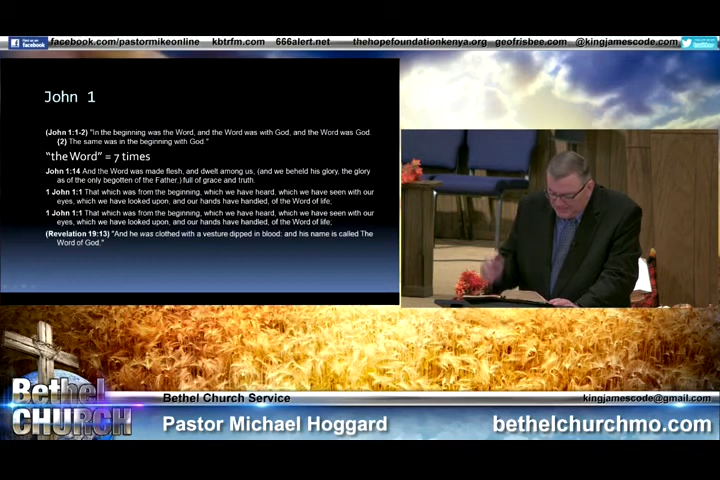 Find us on facebook
facebook.com/pastormikeonline kbtrfm.com 666alert.net thehopefoundationkenya.org geofrisbee.com @kingjamescode.com
John 1
(John 1:1-2) "In the beginning was the Word, and the Word was with God, and the Word was God.
(2) The same was in the beginning with God."
"the Word" = 7 times
John 1:14 And the Word was made flesh, and dwelt among us, (and we beheld his glory, the glory
as of the only begotten of the Father,) full of grace and truth.
1 John 1:1 That which was from the beginning, which we have heard, which we have seen with our
eyes, which we have looked upon, and our hands have handled, of the Word of life;
1 John 1:1 That which was from the beginning, which we have heard, which we have seen with our
eyes, which we have looked upon, and our hands have handled, of the Word of life;
(Revelation 19:13) "And he was clothed with a vesture dipped in blood: and his name is called The
Word of God."
Bethel
CHURCH
Bethel Church Service kingjamescode@gmail.com
Pastor Michael Hoggard bethelchurchmo.com